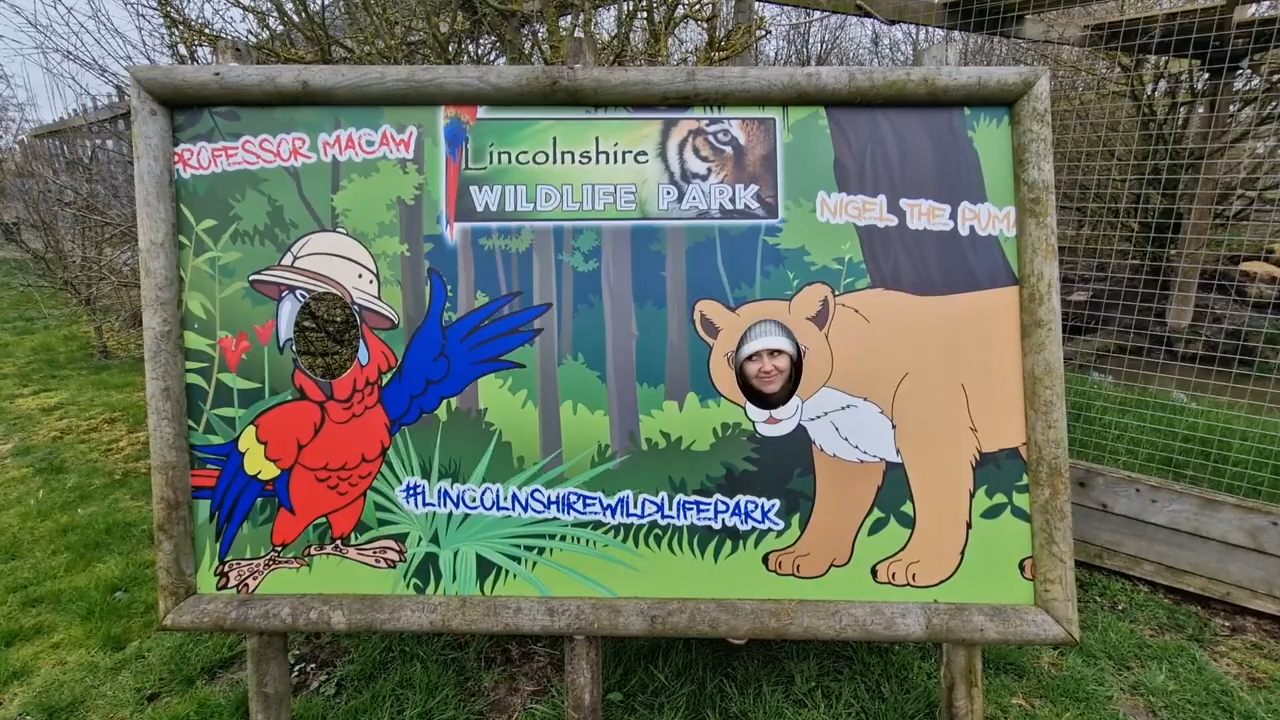 PROFESSOR MACAW
Lincolnshire
WILDLIFE PARK
NIGEL THE PUMA
#LINCOLNSHIREWILDLIFEPARK